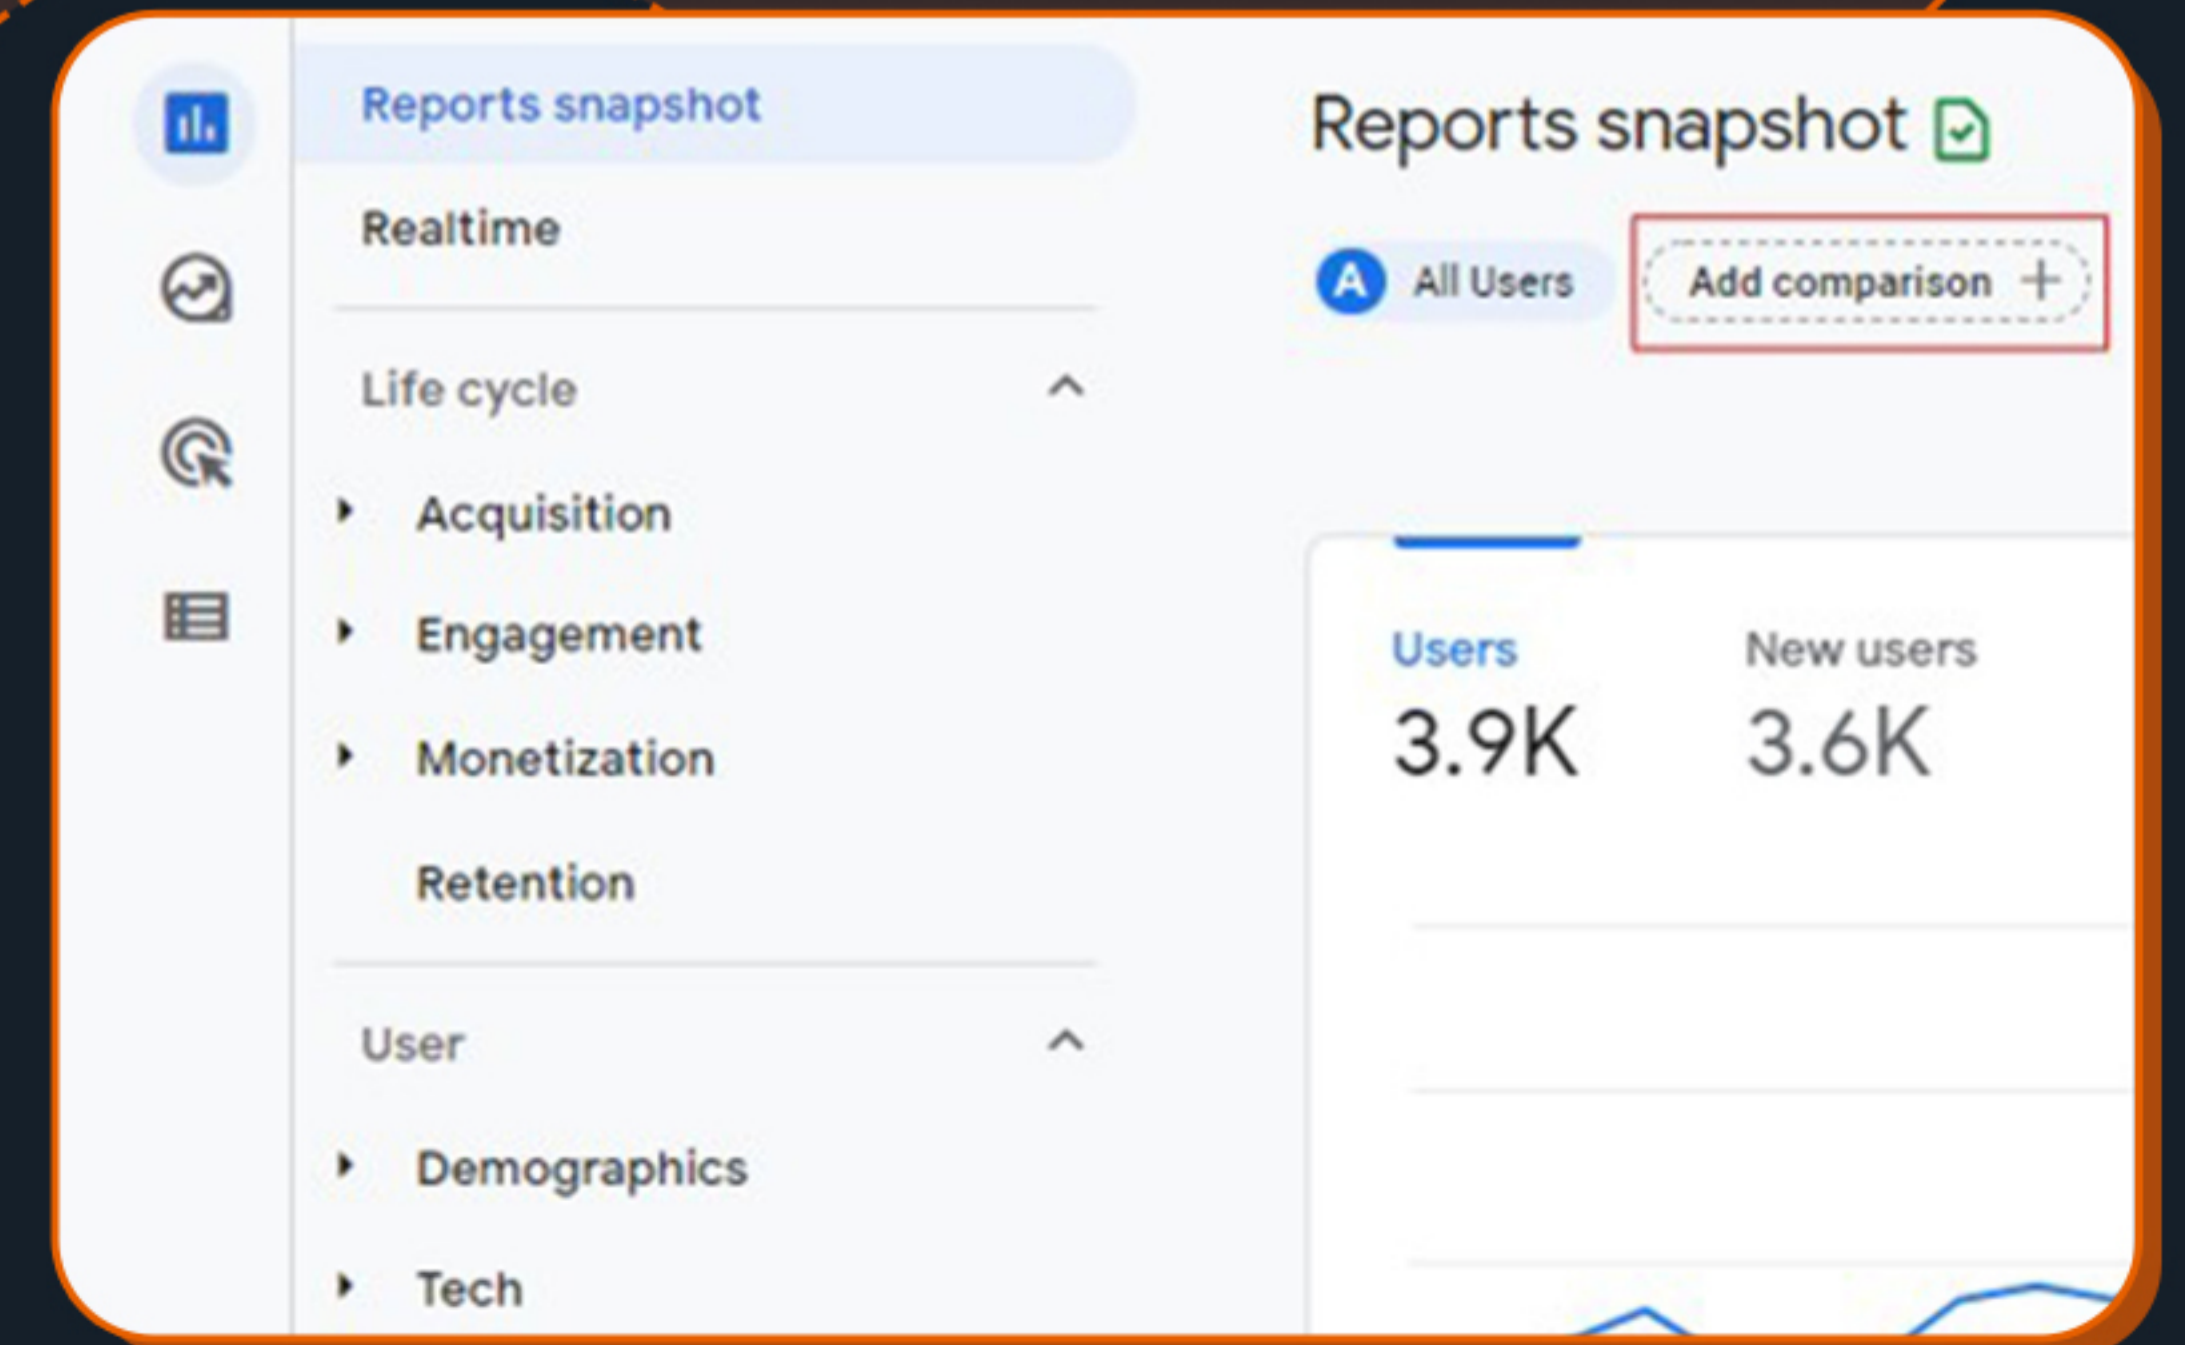 Reports snapshot
Realtime
Life cycle
Acquisition
Engagement
Monetization
Retention
User
Demographics
Tech
Reports snapshot
A All Users
Add comparison +
Users
3.9K
New users
3.6K